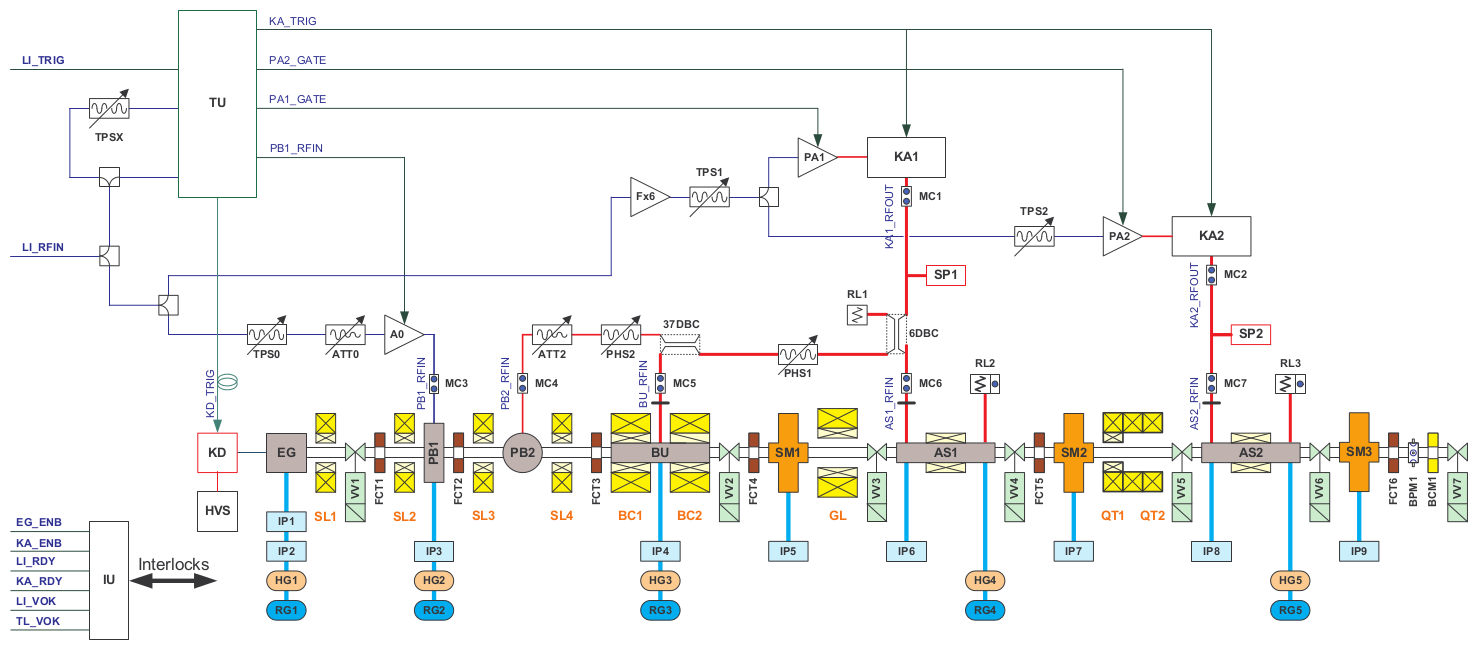 KA_TRIG
LI_TRIG
PA2_GATE
TU
PA1_GATE
TPSX
PB1_RFIN
PA1
KA1
TPS1
Fx6
MC1
KA1_RFOUT
TPS2
PA2
KA2
LI_RFIN
SP1
MC2
KA2_RFOUT
RL1
37DBC
6DBC
A0
SP2
TPS0
ATT0
ATT2
PHS2
PHS1
RL2
RL3
KD_TRIG
PB1_RFIN
MC3
PB2_RFIN
MC4
BU_RFIN
MC5
AS1_RFIN
MC6
AS2_RFIN
MC7
KD
EG
PB1
PB2
BU
SM1
AS1
SM2
AS2
SM3
HVS
VV1
FCT1
FCT2
FCT3
VV2
FCT4
VV3
VV4
FCT5
VV5
VV6
FCT6
BPM1
BCM1
VV7
SL1
SL2
SL3
SL4
BC1
BC2
GL
QT1
QT2
IP1
IP2
IP3
IP4
IP5
IP6
IP7
IP8
IP9
HG1
HG2
HG3
HG4
HG5
RG1
RG2
RG3
RG4
RG5
EG_ENB
KA_ENB
LI_RDY
KA_RDY
LI_VOK
TL_VOK
IU
Interlocks